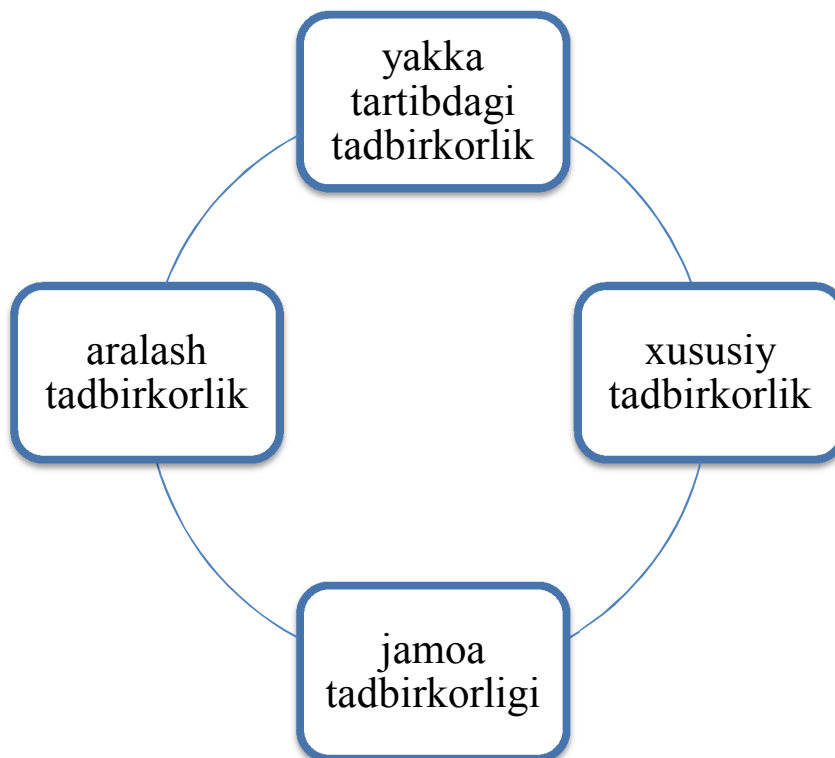 yakka
tartibdagi
tadbirkorlik
aralash
tadbirkorlik
xususiy
tadbirkorlik
jamoa
tadbirkorligi